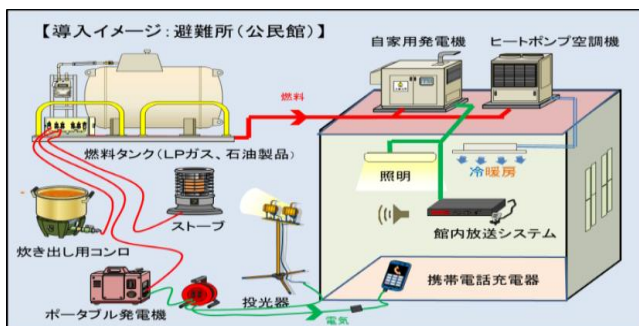 【導入イメージ：避難所（公民館）】
自家用発電機
ヒートポンプ空調機
燃料
燃料タンク（LPガス、石油製品）
照明
冷暖房
ストーブ
館内放送システム
炊き出し用コンロ
投光器
携帯電話充電器
ポータブル発電機
電気